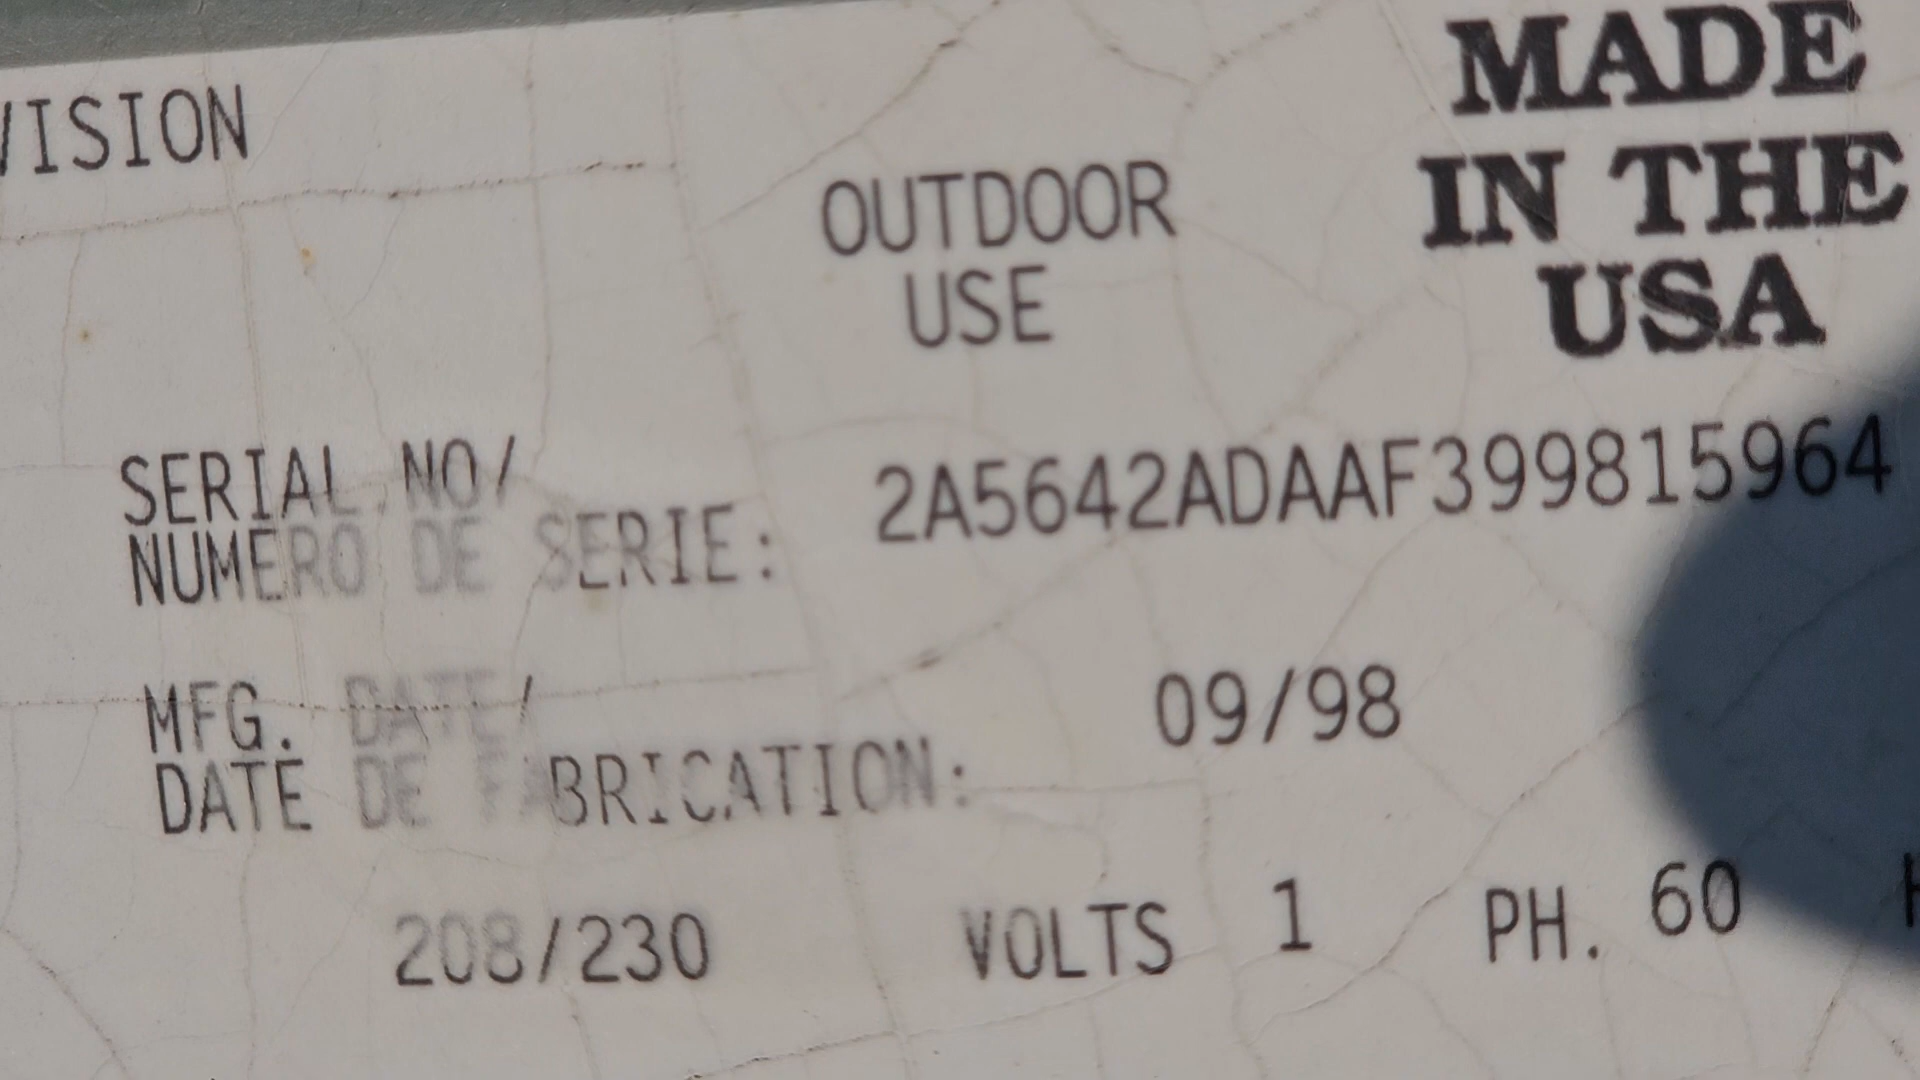 VISION
MADE
IN THE
USA
OUTDOOR
USE
SERIAL NO/
NUMERO DE SERIE:
2A5642ADAAF399815964
MFG. DATE/
DATE DE FABRICATION:
09/98
208/230 VOLTS 1 PH. 60